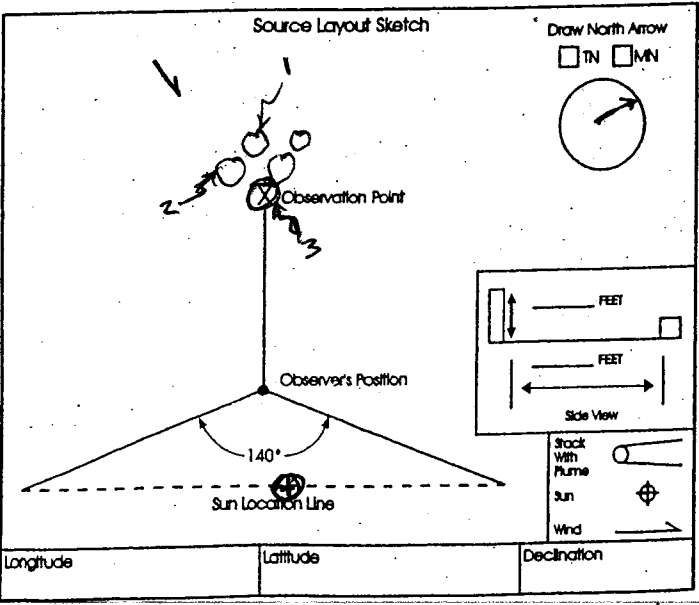 Source Layout Sketch
Draw North Arrow
TN MN
1
2
X Observation Point
3
FEET
Observer's Position
FEET
Side View
140°
Sun Location Line
Stack
With
Plume
Sun
Wind
Longitude
Latitude
Declination